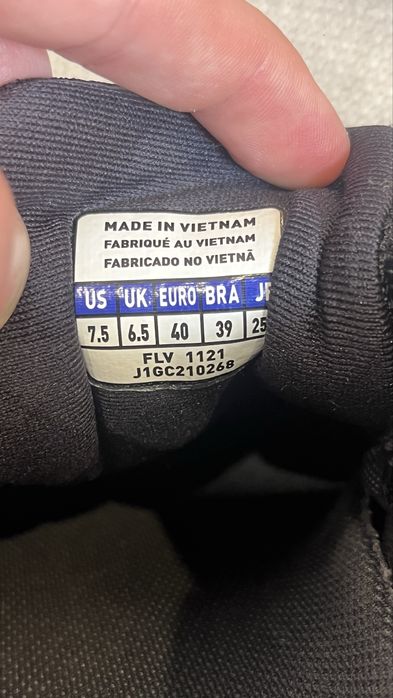 MADE IN VIETNAM
FABRIQUÉ AU VIETNAM
FABRICADO NO VIETNÃ
US UK EURO BRA
7.5 6.5 40 39
FLV 1121
J1GC210268